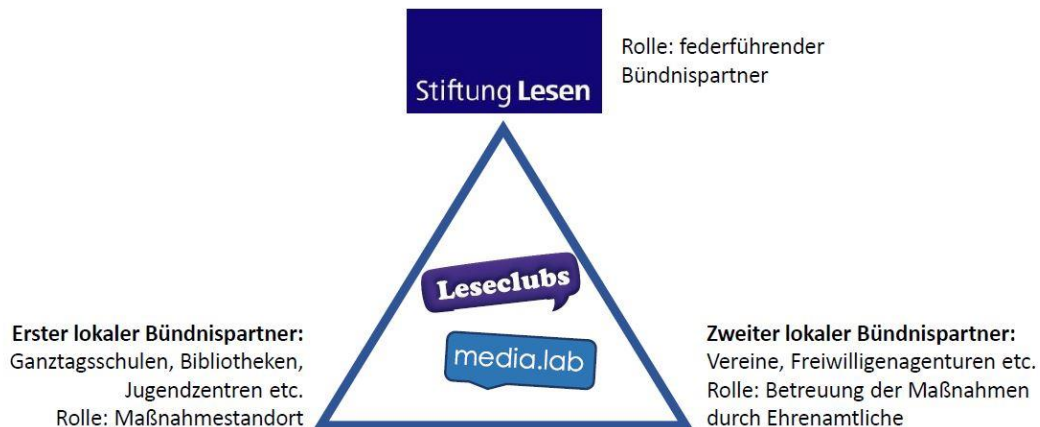 Stiftung Lesen
Rolle: federführender
Bündnispartner
Leseclubs
media.lab
Erster lokaler Bündnispartner:
Ganztagsschulen, Bibliotheken,
Jugendzentren etc.
Rolle: Maßnahmestandort
Zweiter lokaler Bündnispartner:
Vereine, Freiwilligenagenturen etc.
Rolle: Betreuung der Maßnahmen
durch Ehrenamtliche